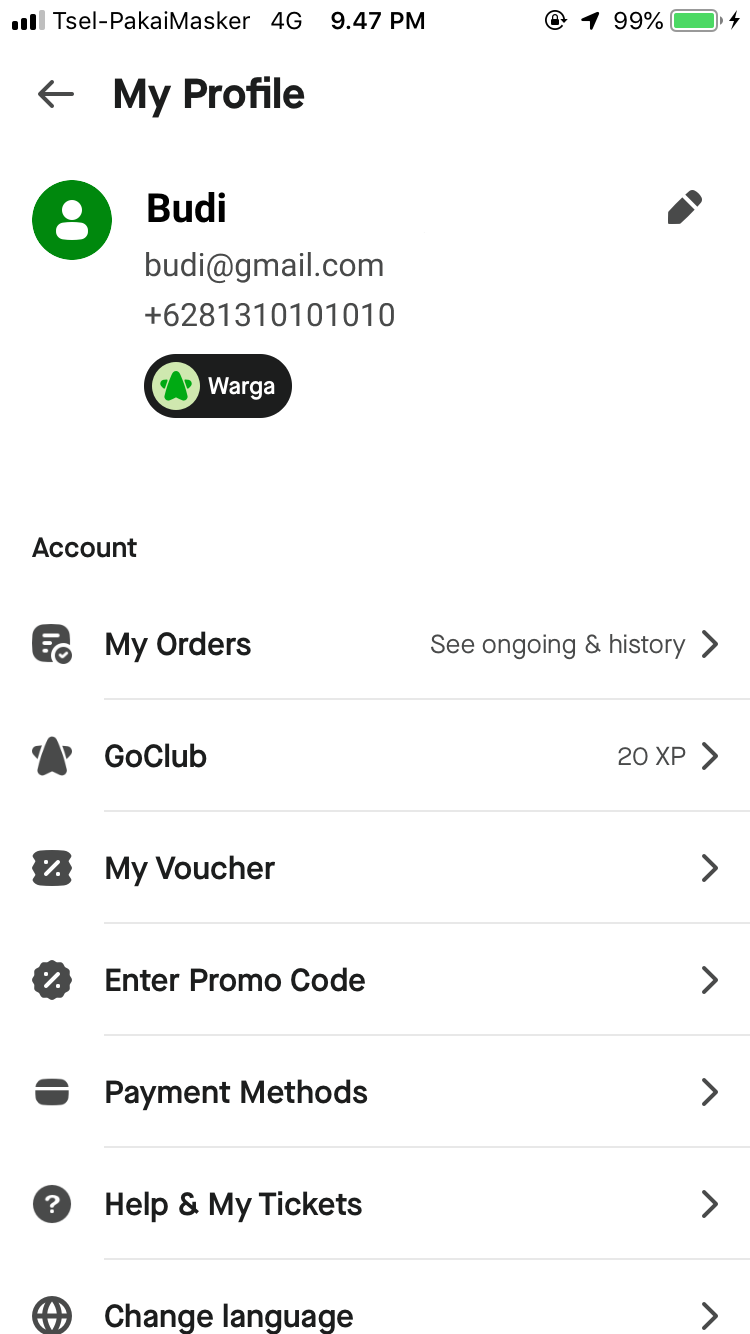 Tsel-PakaiMasker 4G 9.47 PM 99%
My Profile
Budi
budi@gmail.com
+6281310101010
Warga
Account
My Orders See ongoing & history
GoClub 20 XP
My Voucher
Enter Promo Code
Payment Methods
Help & My Tickets
Change language